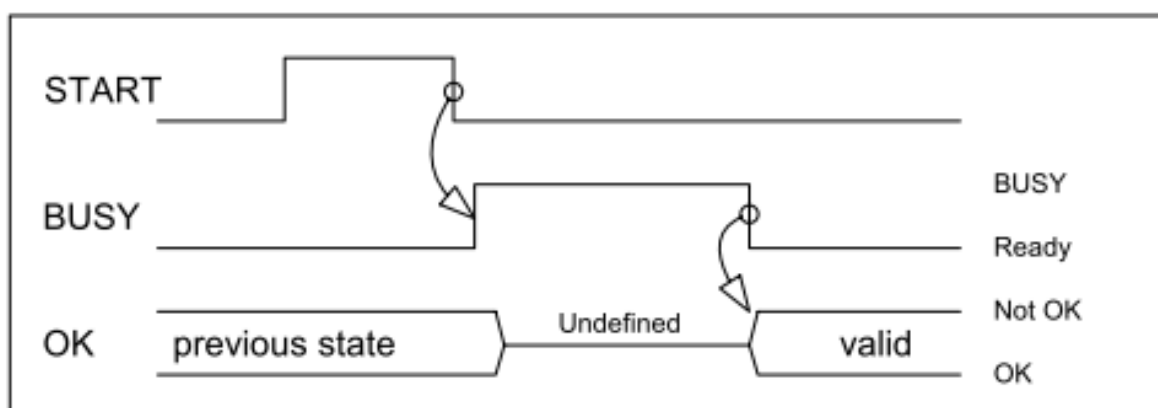 START
BUSY
BUSY
Ready
Undefined
Not OK
OK
previous state
valid
OK